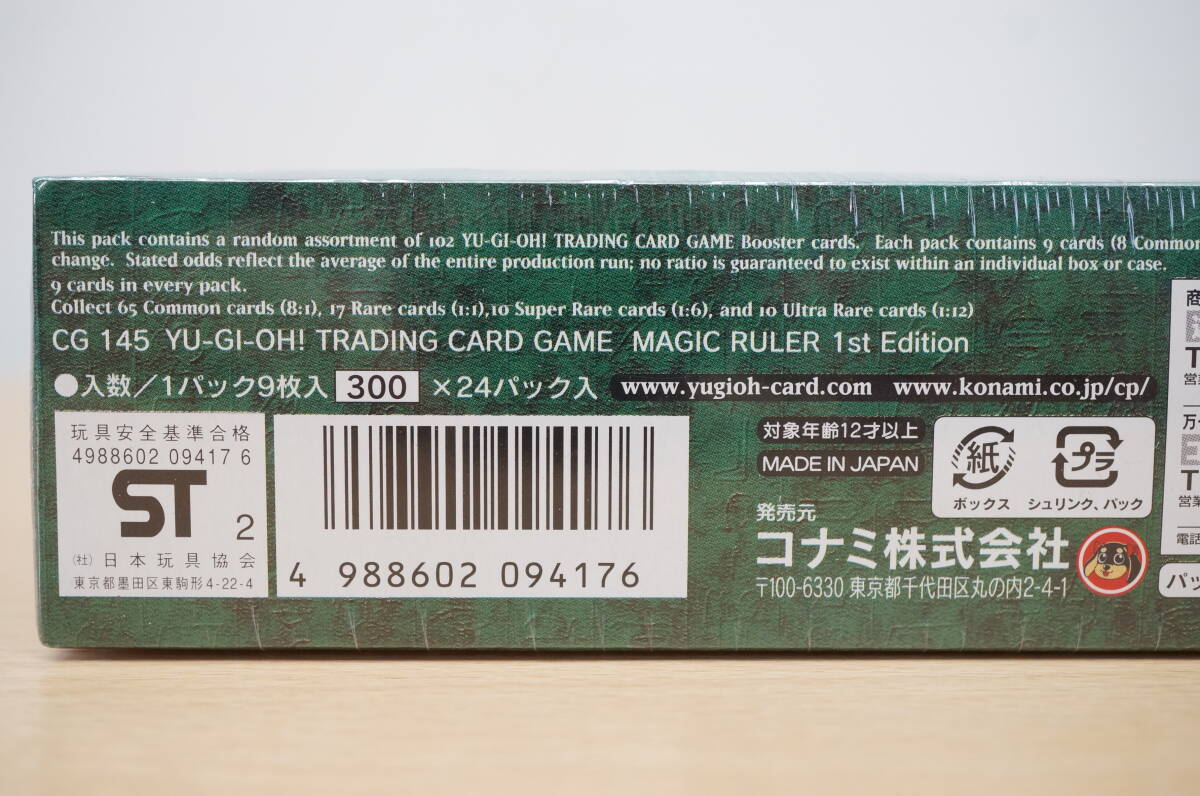 This pack contains a random assortment of 102 YU-GI-OH! TRADING CARD GAME Booster cards. Each pack contains 9 cards (8 Common
change. Stated odds reflect the average of the entire production run; no ratio is guaranteed to exist within an individual box or case.
9 cards in every pack.
Collect 65 Common cards (8:1), 17 Rare cards (1:1),10 Super Rare cards (1:6), and 10 Ultra Rare cards (1:12)
CG 145 YU-GI-OH! TRADING CARD GAME MAGIC RULER 1st Edition
●入数/1パック9枚入 300 ×24パック入 www.yugioh-card.com www.konami.co.jp/cp/
玩具安全基準合格
4988602 09417 6
ST 2
(社)日本玩具協会
東京都墨田区東駒形4-22-4
4 988602 094176
対象年齢12才以上
MADE IN JAPAN
紙
ボックス
プラ
シュリンク、パック
発売元
コナミ株式会社
〒100-6330 東京都千代田区丸の内2-4-1
商
T
営業
万
T
営業
電話
パッ